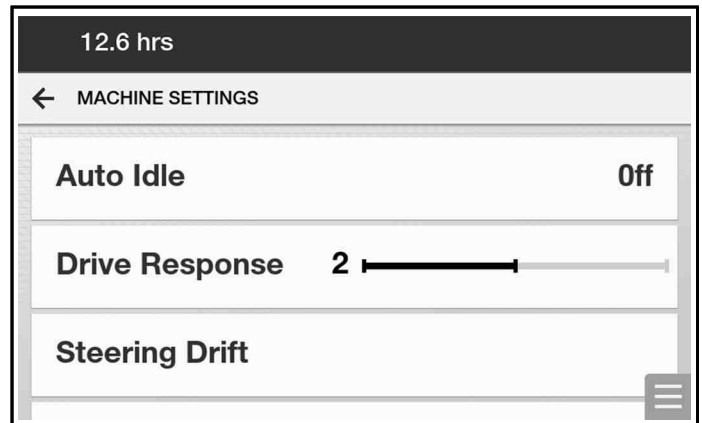 12.6 hrs
MACHINE SETTINGS
Auto Idle Off
Drive Response 2
Steering Drift